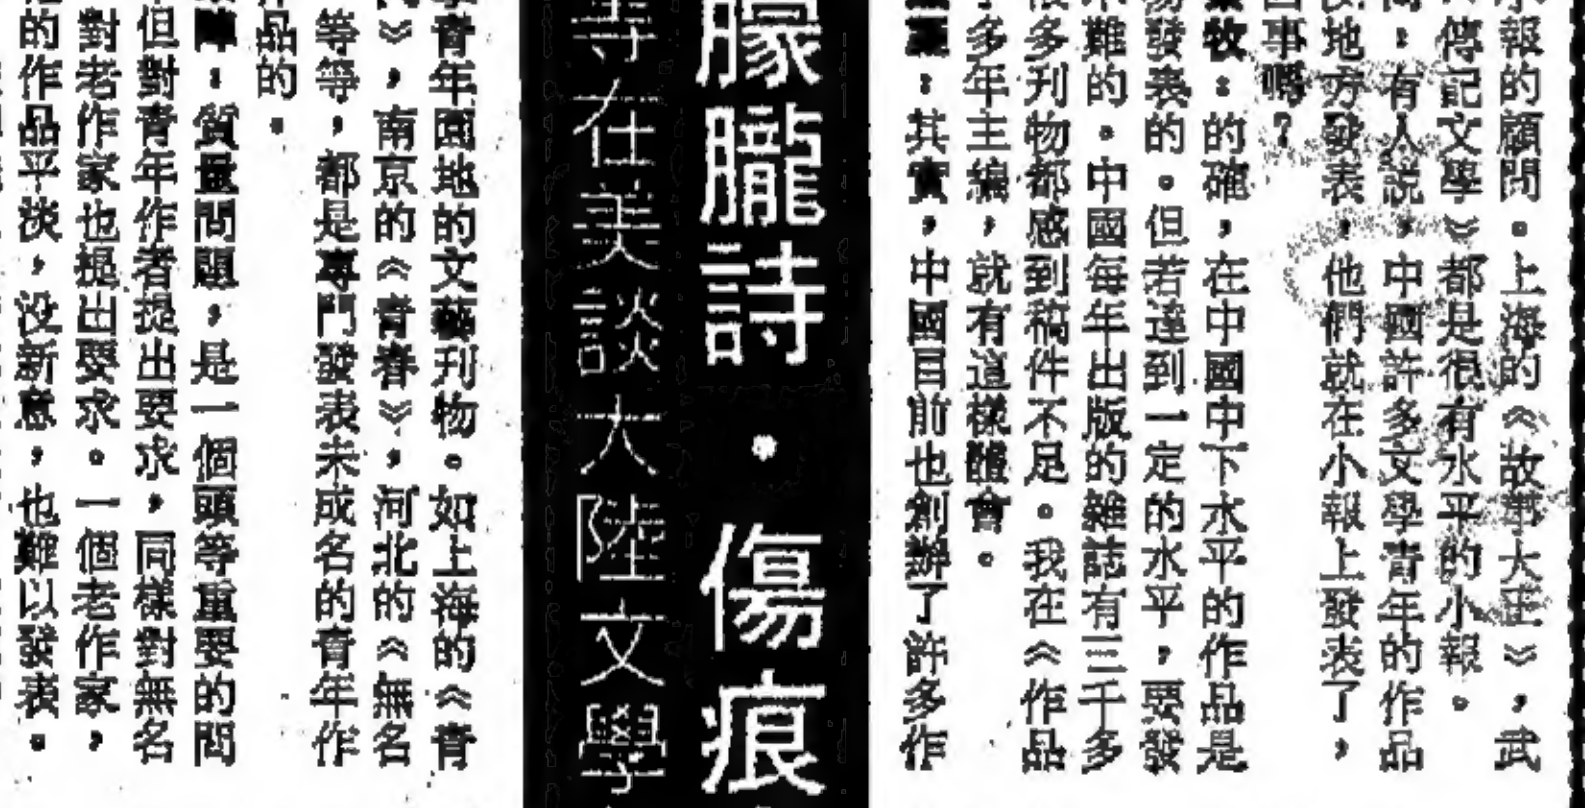 小報的顧問。上海的《故事大王》，武
《傳記文學》都是很有水平的小報。
問：有人説，中國許多文學青年的作品
地方發表，他們就在小報上發表了，
回事嗎？
牧：的確，在中國中下水平的作品是
易發表的。但若達到一定的水平，要發
不難的。中國每年出版的雜誌有三千多
很多刊物都感到稿件不足。我在《作品
了多年主編，就有這樣體會。
：其實，中國目前也創辦了許多作
朦朧詩·傷痕
等在美談大陸文學
青年園地的文藝刊物。如上海的《青
》，南京的《青春》，河北的《無名
等等，都是專門發表未成名的青年作
品的。
陣：質量問題，是一個頭等重要的問
但對青年作者提出要求，同樣對無名
對老作家也提出要求。一個老作家，
的作品平淡，没新意，也難以發表。